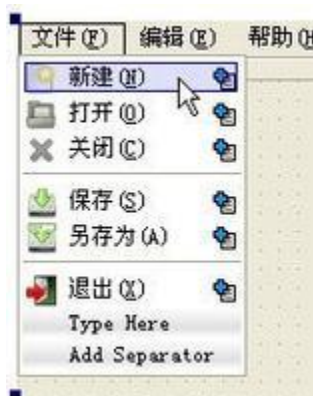 文件(F) 编辑(E) 帮助(H
新建(N)
打开(O)
关闭(C)
保存(S)
另存为(A)
退出(X)
Type Here
Add Separator